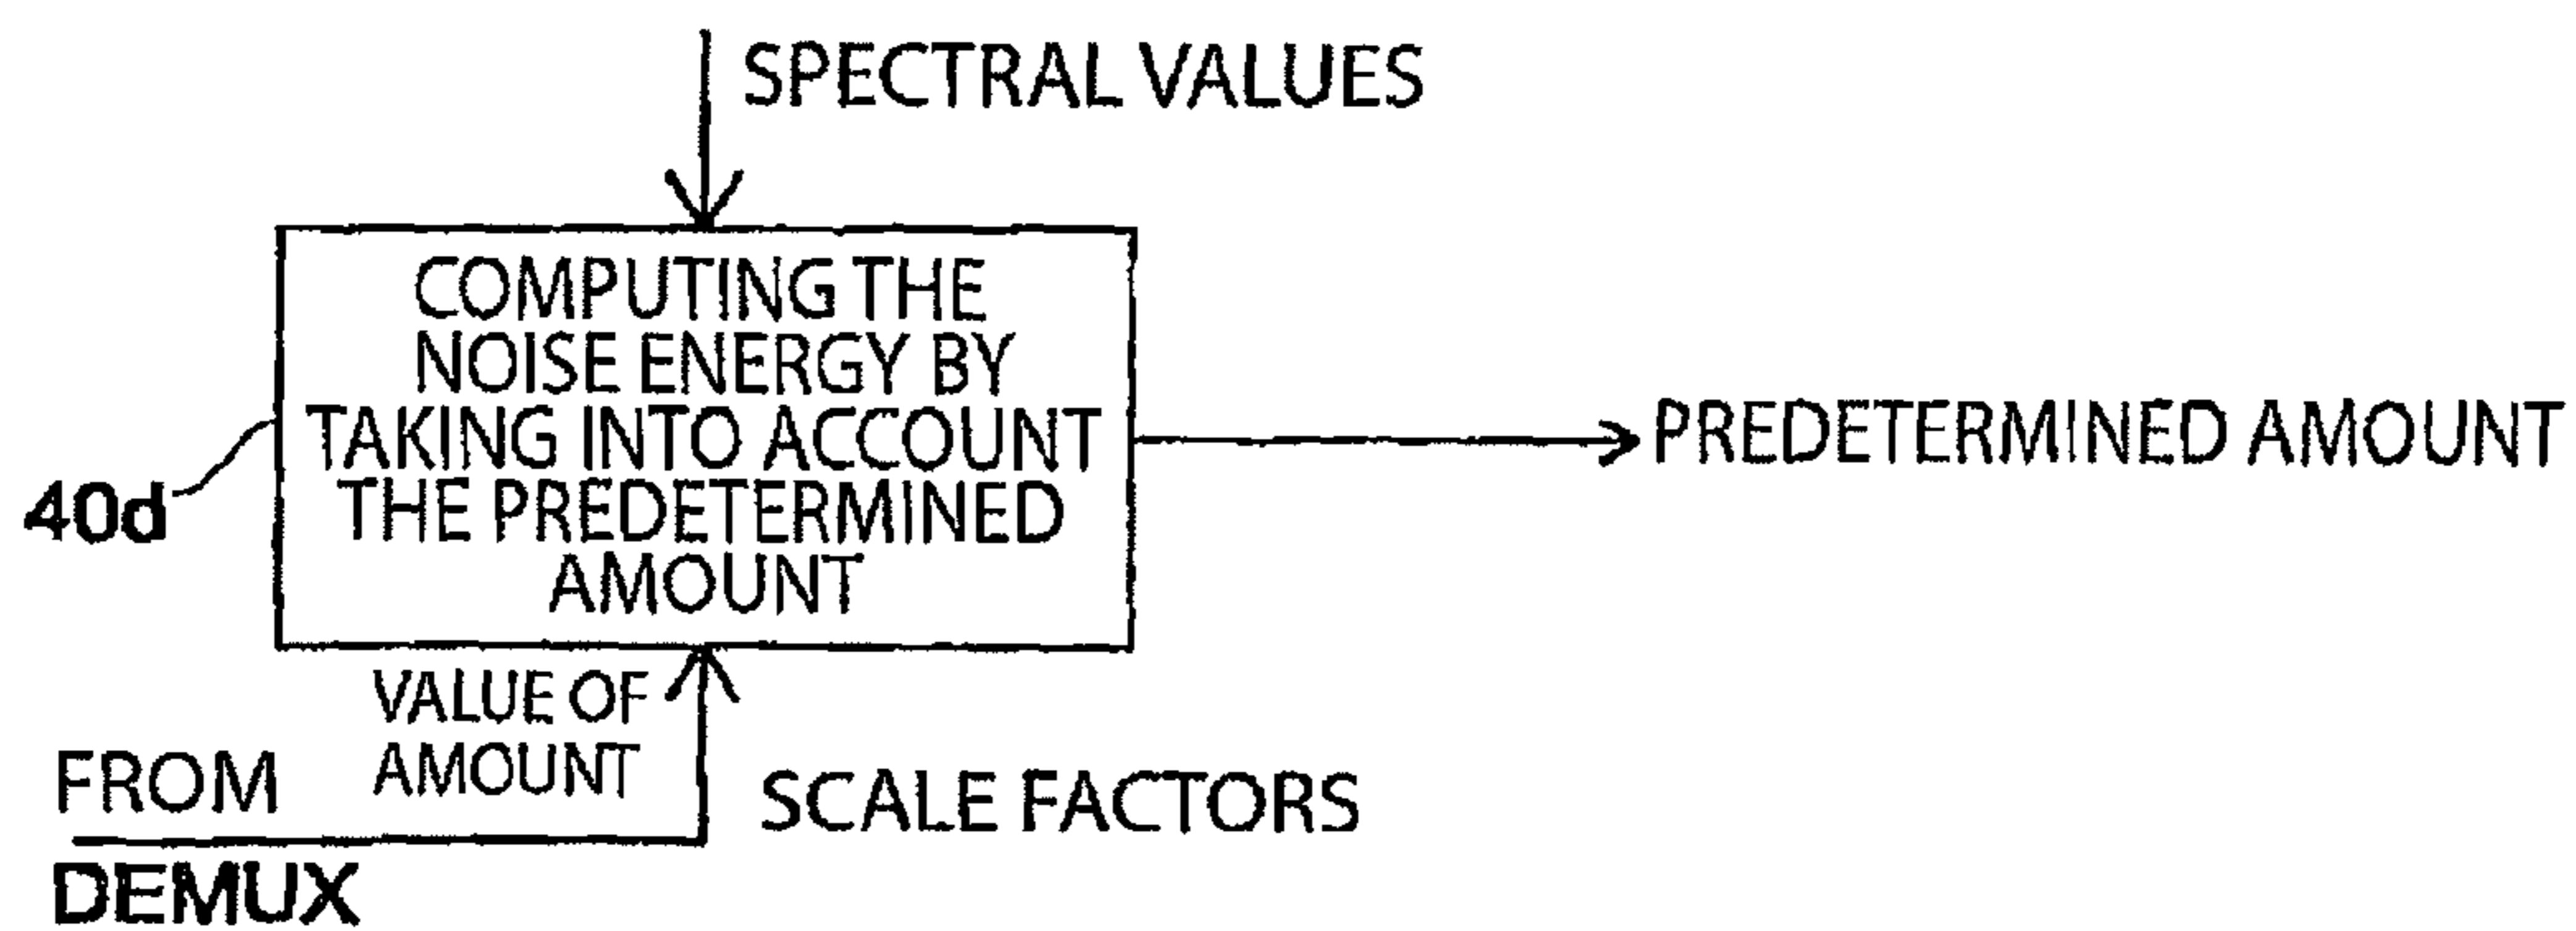 SPECTRAL VALUES
COMPUTING THE
NOISE ENERGY BY
TAKING INTO ACCOUNT
THE PREDETERMINED
AMOUNT
PREDETERMINED AMOUNT
40d
VALUE OF
AMOUNT
FROM
DEMUX
SCALE FACTORS